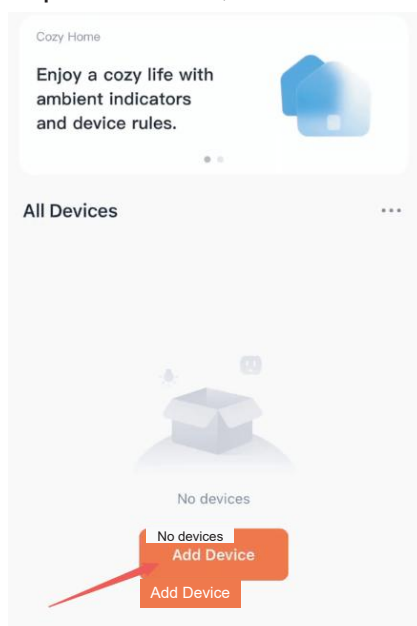 Cozy Home
Enjoy a cozy life with
ambient indicators
and device rules.
All Devices
No devices
No devices
Add Device
Add Device